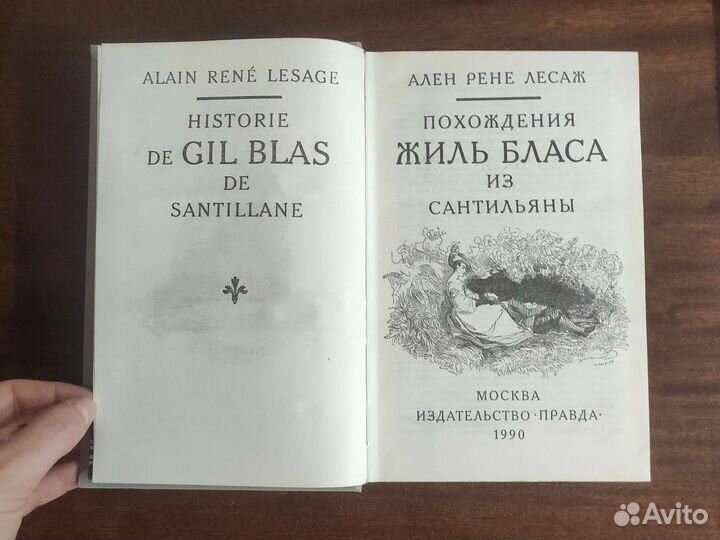 ALAIN RENÉ LESAGE
HISTORIE
DE GIL BLAS
DE
SANTILLANE
АЛЕН РЕНЕ ЛЕСАЖ
ПОХОЖДЕНИЯ
ЖИЛЬ БЛАСА
ИЗ
САНТИЛЬЯНЫ
МОСКВА
ИЗДАТЕЛЬСТВО · ПРАВДА ·
1990
Avito